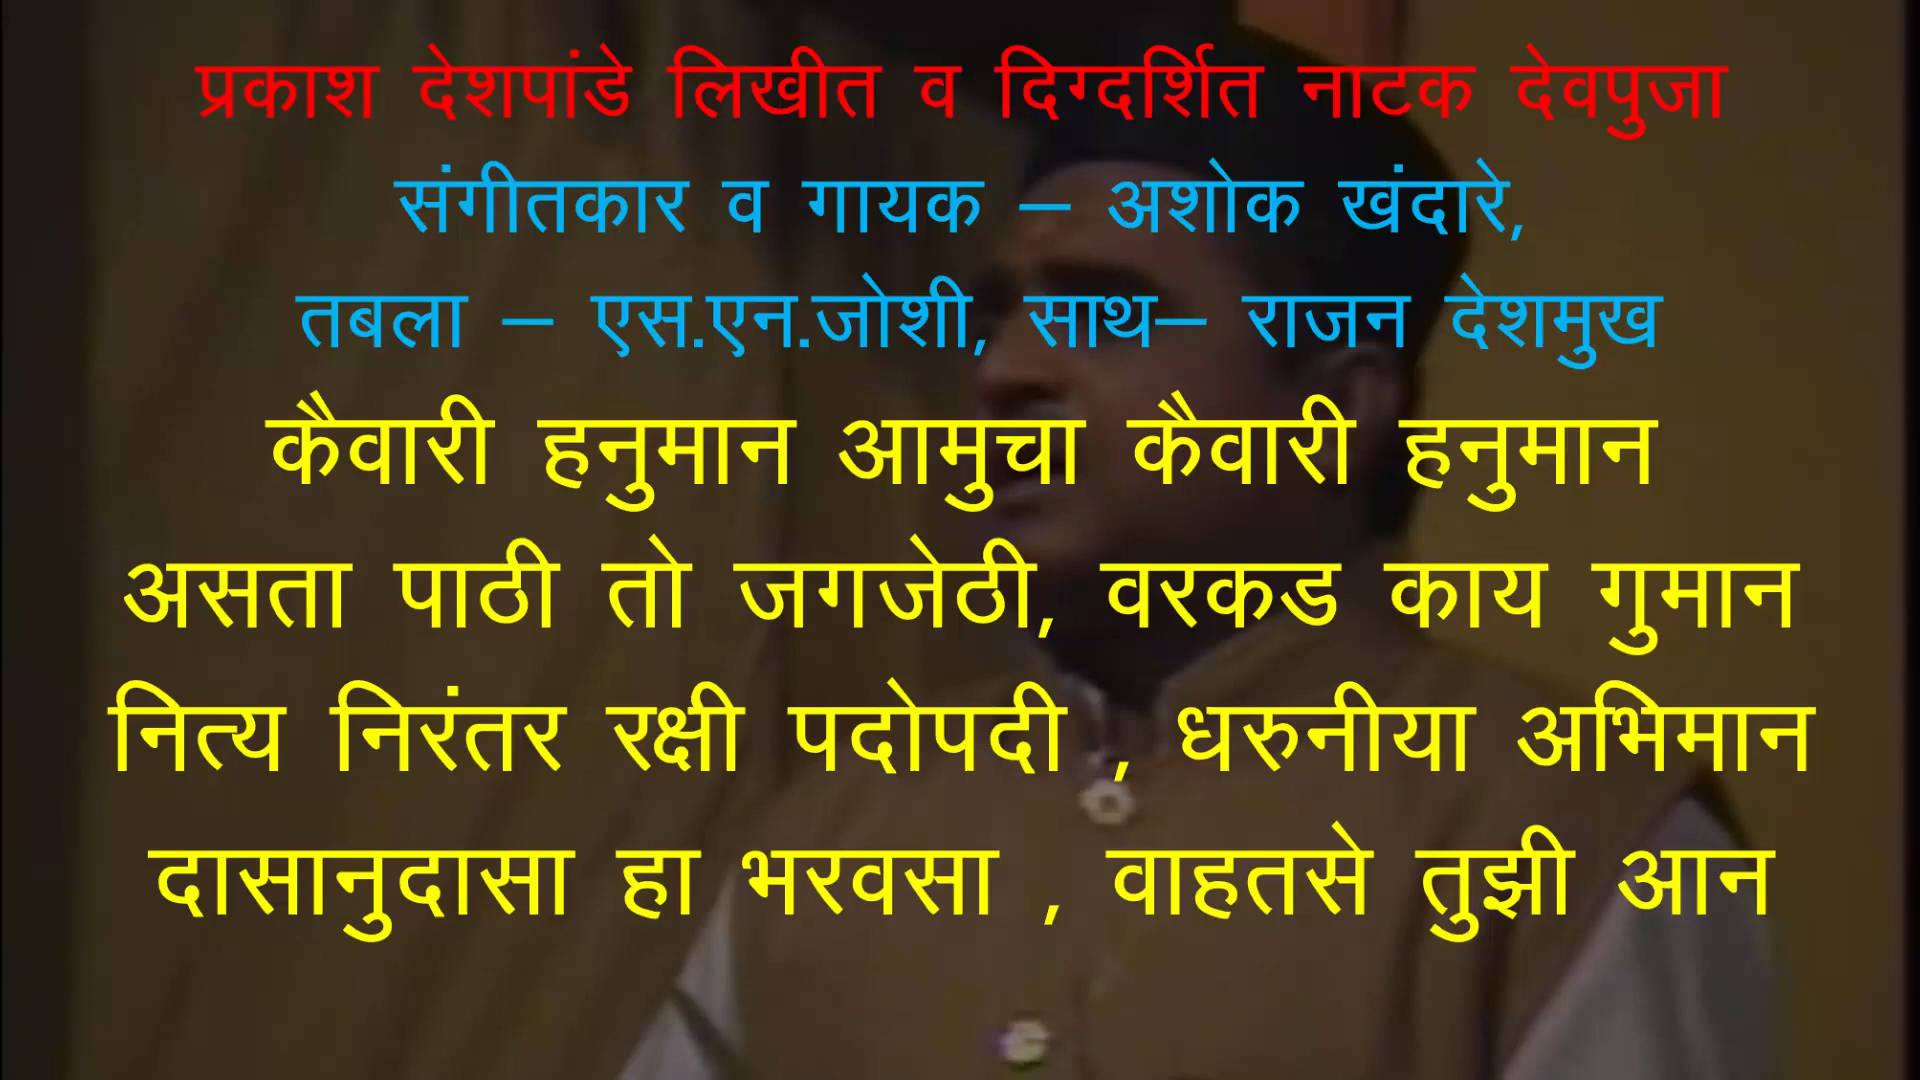 प्रकाश देशपांडे लिखीत व दिग्दर्शित नाटक देवपुजा
संगीतकार व गायक – अशोक खंदारे,
तबला – एस.एन.जोशी, साथ– राजन देशमुख
कैवारी हनुमान आमुचा कैवारी हनुमान
असता पाठी तो जगजेठी, वरकड काय गुमान
नित्य निरंतर रक्षी पदोपदी , धरुनीया अभिमान
दासानुदासा हा भरवसा , वाहतसे तुझी आन